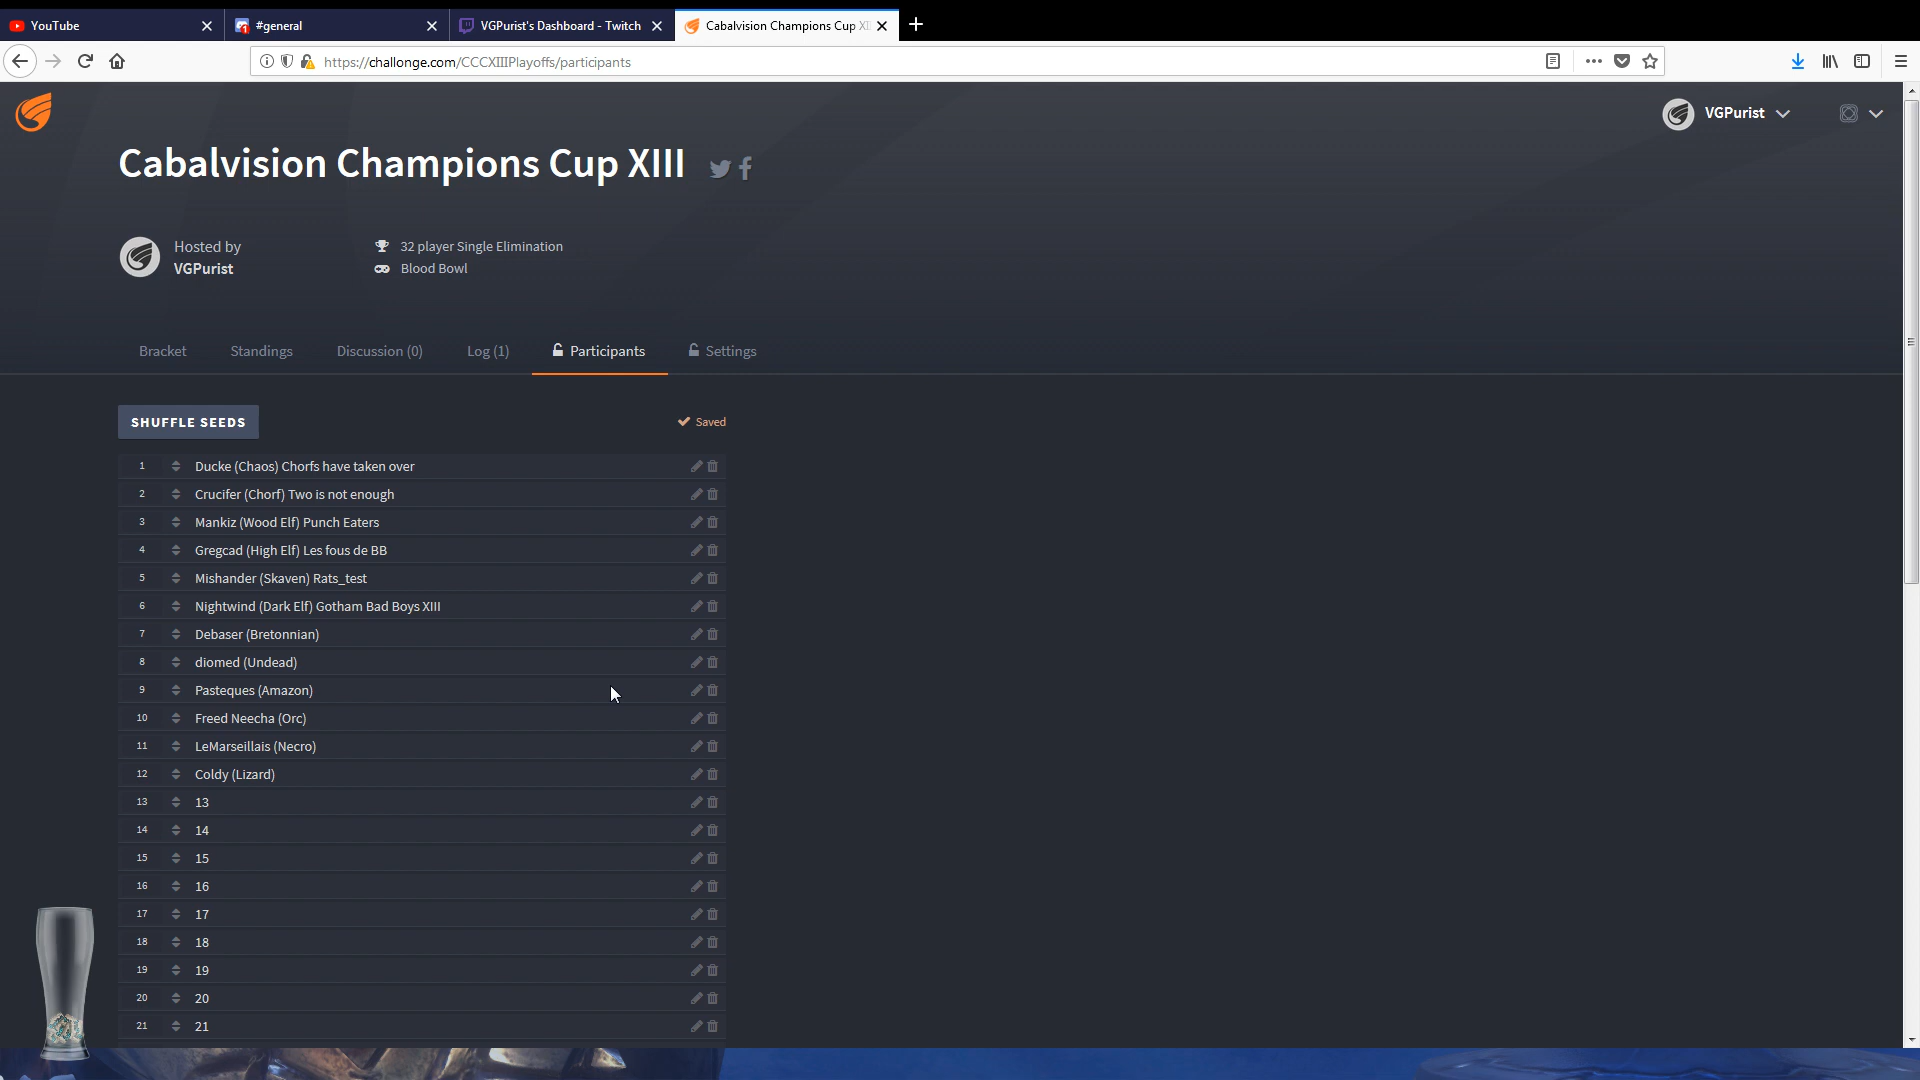 YouTube
#general
VGPurist's Dashboard - Twitch
Cabalvision Champions Cup XI
https://challonge.com/CCCXIIIPlayoffs/participants
VGPurist
Cabalvision Champions Cup XIII
Hosted by
VGPurist
32 player Single Elimination
Blood Bowl
Bracket
Standings
Discussion (0)
Log (1)
Participants
Settings
SHUFFLE SEEDS
Saved
1 Ducke (Chaos) Chorfs have taken over
2 Crucifer (Chorf) Two is not enough
3 Mankiz (Wood Elf) Punch Eaters
4 Gregcad (High Elf) Les fous de BB
5 Mishander (Skaven) Rats_test
6 Nightwind (Dark Elf) Gotham Bad Boys XIII
7 Debaser (Bretonnian)
8 diomed (Undead)
9 Pasteques (Amazon)
10 Freed Neecha (Orc)
11 LeMarseillais (Necro)
12 Coldy (Lizard)
13 13
14 14
15 15
16 16
17 17
18 18
19 19
20 20
21 21